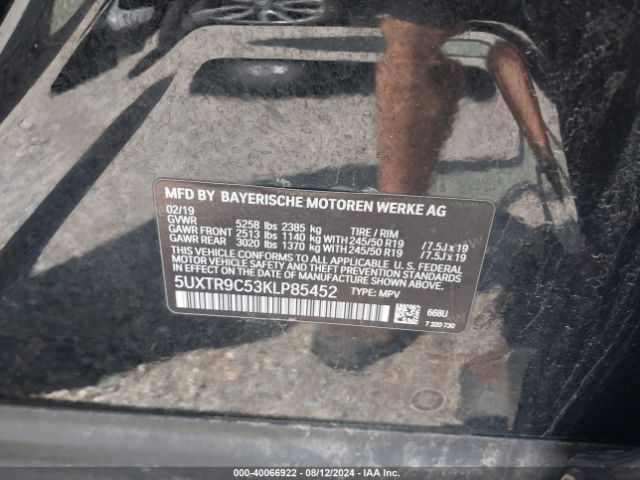 MFD BY BAYERISCHE MOTOREN WERKE AG
02/19
GVWR 5258 lbs 2385 kg TIRE / RIM
GAWR FRONT 2513 lbs 1140 kg WITH 245/50 R19 /7.5J x 19
GAWR REAR 3020 lbs 1370 kg WITH 245/50 R19 /7.5J x 19
THIS VEHICLE CONFORMS TO ALL APPLICABLE U.S. FEDERAL
MOTOR VEHICLE SAFETY, BUMPER, AND THEFT PREVENTION
STANDARDS IN EFFECT ON THE DATE OF MANUFACTURE SHOWN ABOVE.
5UXTR9C53KLP85452 TYPE: MPV
668U
7 320 730
000-40066922 - 08/12/2024 - IAA Inc.